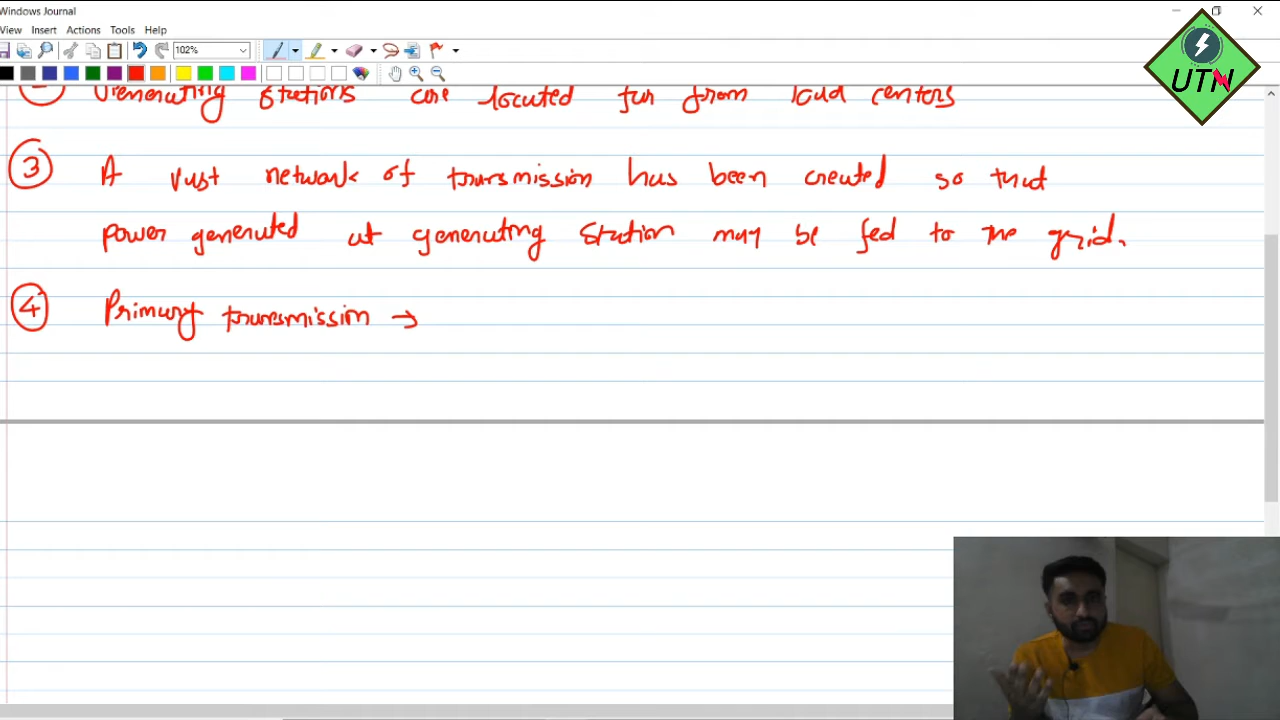 Windows Journal
View Insert Actions Tools Help
102%
UTN
2 Generating stations are located far from load centers
3 A vast network of transmission has been created so that
power generated at generating station may be fed to the grid.
4 Primary transmission →